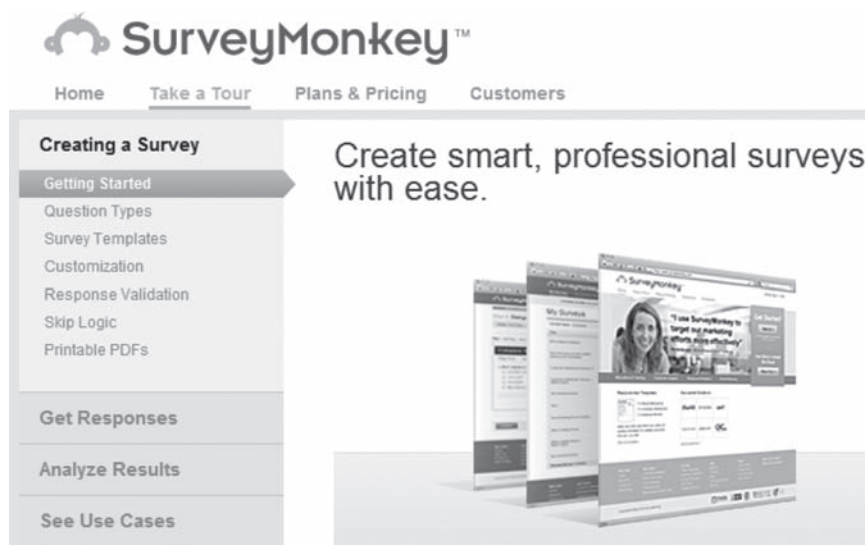 SurveyMonkey™
Home Take a Tour Plans & Pricing Customers
Creating a Survey
Getting Started
Question Types
Survey Templates
Customization
Response Validation
Skip Logic
Printable PDFs
Get Responses
Analyze Results
See Use Cases
Create smart, professional surveys
with ease.
SurveyMonkey
My Surveys
"I use SurveyMonkey to
target our marketing
efforts more effectively"
Get Started